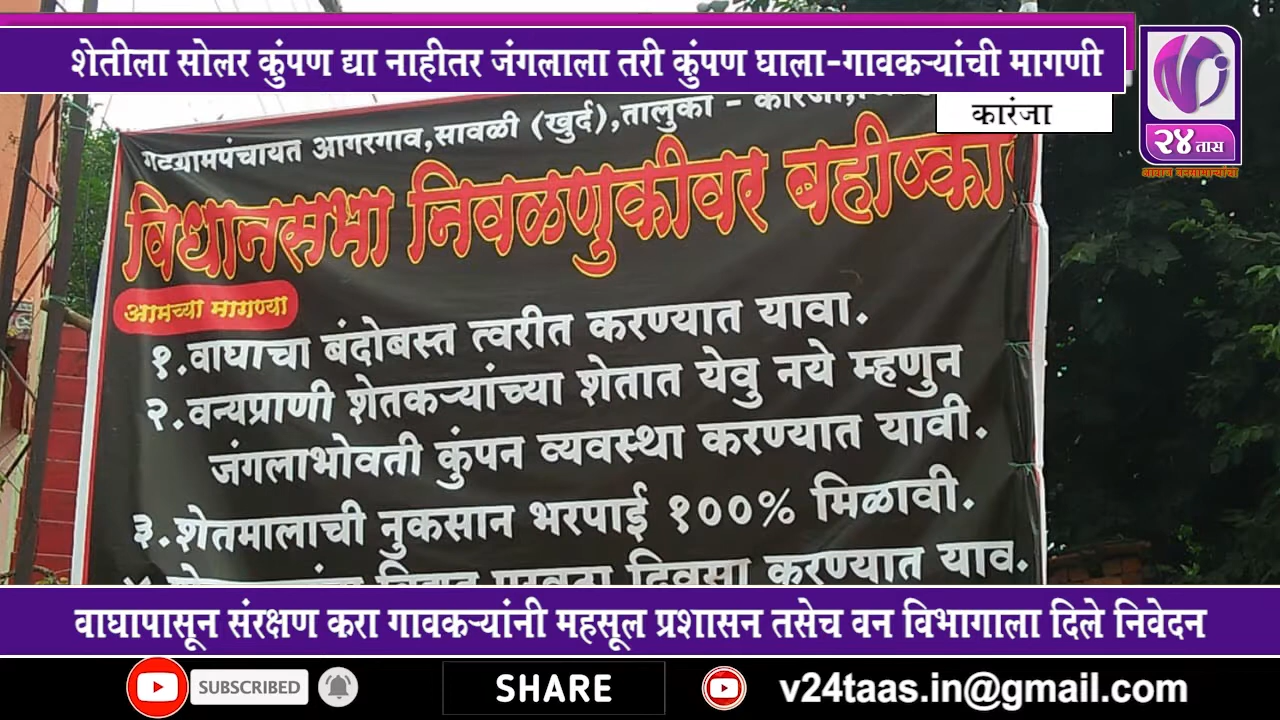 शेतीला सोलर कुंपण द्या नाहीतर जंगलाला तरी कुंपण घाला-गावकऱ्यांची मागणी
कारंजा
२४ तास
गटग्रामपंचायत आगरगाव,सावळी (खुर्द),तालुका - कारंजा,
विधानसभा निवळणुकीवर बहीष्कार
आमच्या मागण्या
१.वाघाचा बंदोबस्त त्वरीत करण्यात यावा.
२.वन्यप्राणी शेतकऱ्यांच्या शेतात येवु नये म्हणुन
जंगलाभोवती कुंपन व्यवस्था करण्यात यावी.
३.शेतमालाची नुकसान भरपाई १००% मिळावी.
दिवसा करण्यात याव.
वाघापासून संरक्षण करा गावकऱ्यांनी महसूल प्रशासन तसेच वन विभागाला दिले निवेदन
SUBSCRIBED
SHARE
v24taas.in@gmail.com